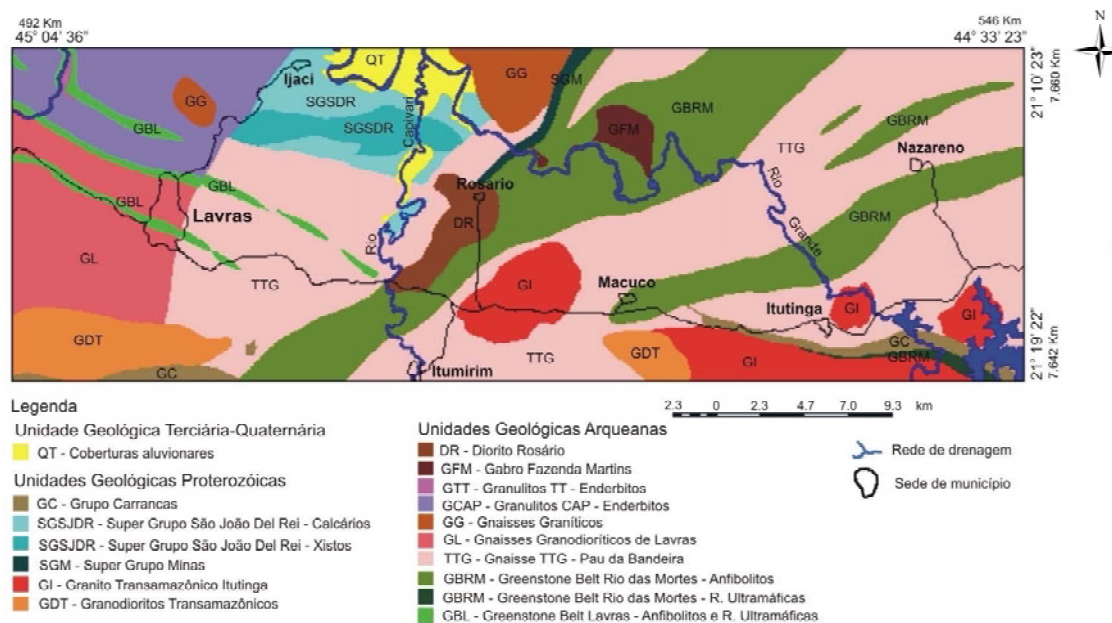 492 Km
45° 04' 36"
546 Km
44° 33' 23"
N
21° 10' 23"
7.660 Km
QT
GG
SGM
Ijaci
GG
GBL
SGSDR
SGSDR
Capivari
GBRM
GFM
GBRM
TTG
Nazareno
GBL
Rosário
Rio
GBL
Lavras
DR
GBRM
Grande
Rio
GL
TTG
GI
Macuco
Itutinga
GI
GI
21° 19' 22"
7.642 Km
GDT
GC
Itumirim
TTG
GDT
GI
GC
GBRM
Legenda
2.3 0 2.3 4.7 7.0 9.3 km
Unidade Geológica Terciária-Quaternária
QT - Coberturas aluvionares
Unidades Geológicas Proterozóicas
GC - Grupo Carrancas
SGSJDR - Super Grupo São João Del Rei - Calcários
SGSJDR - Super Grupo São João Del Rei - Xistos
SGM - Super Grupo Minas
GI - Granito Transamazônico Itutinga
GDT - Granodioritos Transamazônicos
Unidades Geológicas Arqueanas
DR - Diorito Rosário
GFM - Gabro Fazenda Martins
GTT - Granulitos TT - Enderbitos
GCAP - Granulitos CAP - Enderbitos
GG - Gnaisses Graníticos
GL - Gnaisses Granodioríticos de Lavras
TTG - Gnaisse TTG - Pau da Bandeira
GBRM - Greenstone Belt Rio das Mortes - Anfibolitos
GBRM - Greenstone Belt Rio das Mortes - R. Ultramáficas
GBL - Greenstone Belt Lavras - Anfibolitos e R. Ultramáficas
Rede de drenagem
Sede de município